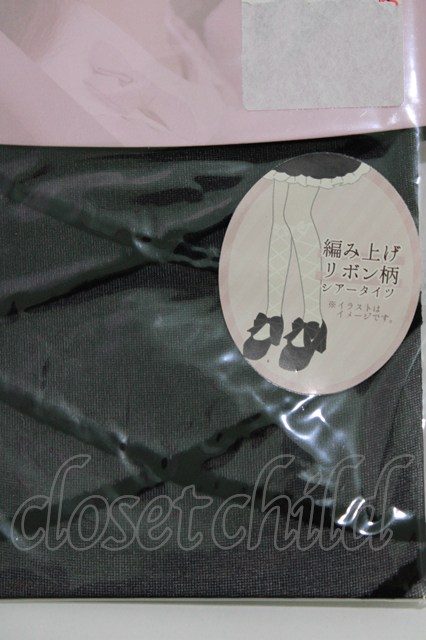 編み上げ
リボン柄
シアータイツ
※イラストは
イメージです。
closet child